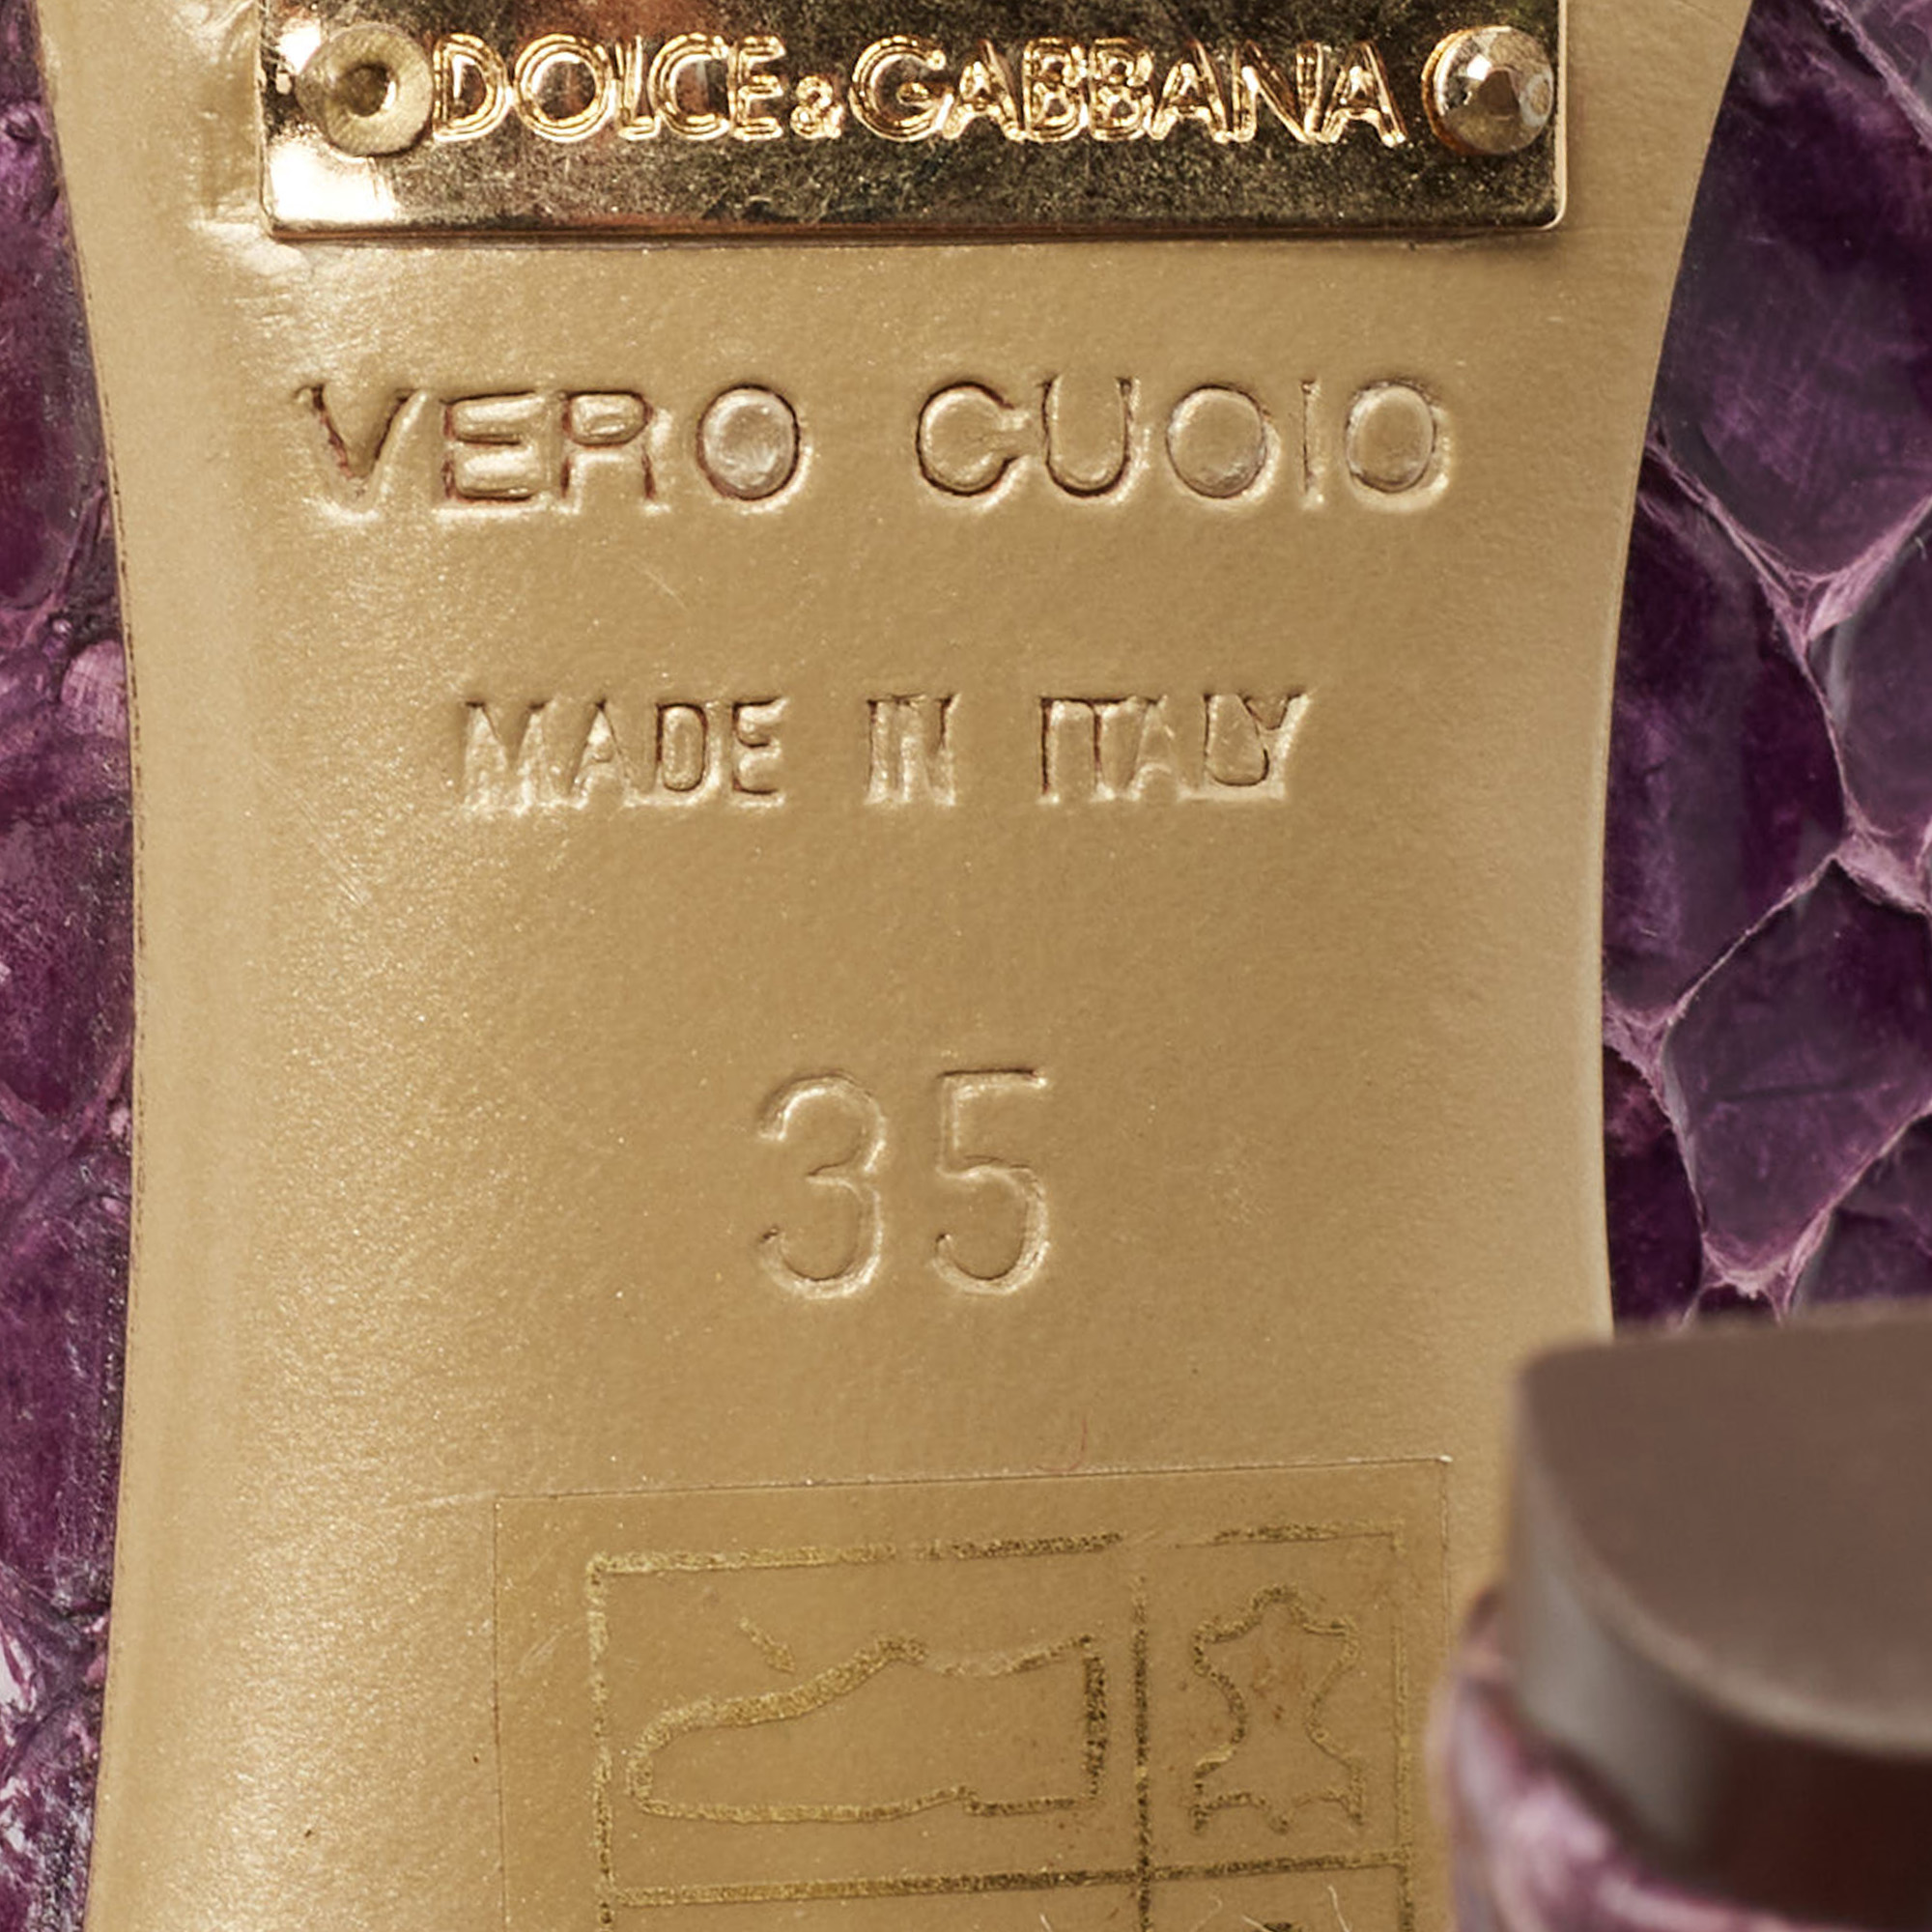 DOLCE&GABBANA
VERO CUOIO
MADE IN ITALY
35